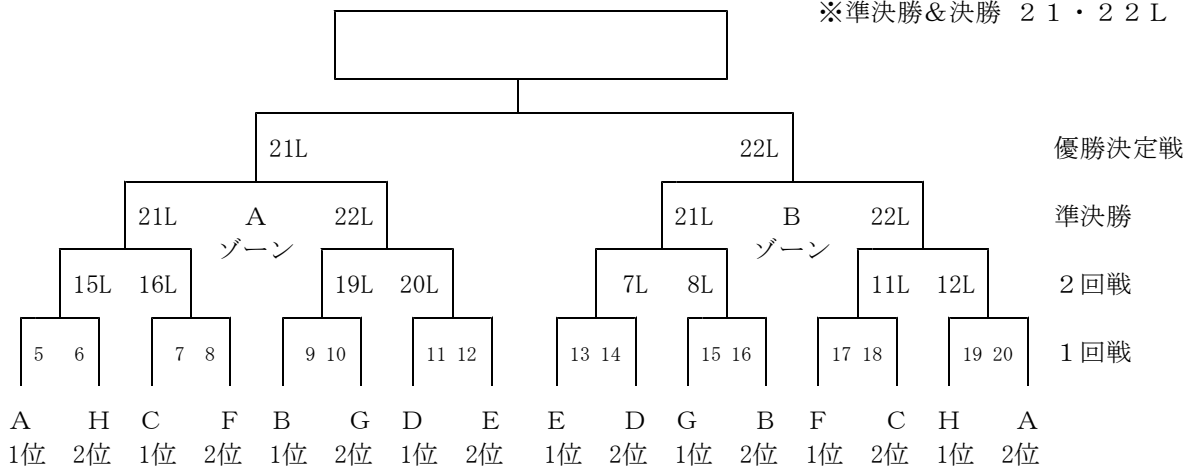 ※準決勝&決勝 ２１・２２Ｌ
21L 22L 優勝決定戦
21L A 22L 21L B 22L 準決勝
ゾーン ゾーン
15L 16L 19L 20L 7L 8L 11L 12L ２回戦
5 6 7 8 9 10 11 12 13 14 15 16 17 18 19 20 １回戦
A H C F B G D E E D G B F C H A
1位 2位 1位 2位 1位 2位 1位 2位 1位 2位 1位 2位 1位 2位 1位 2位